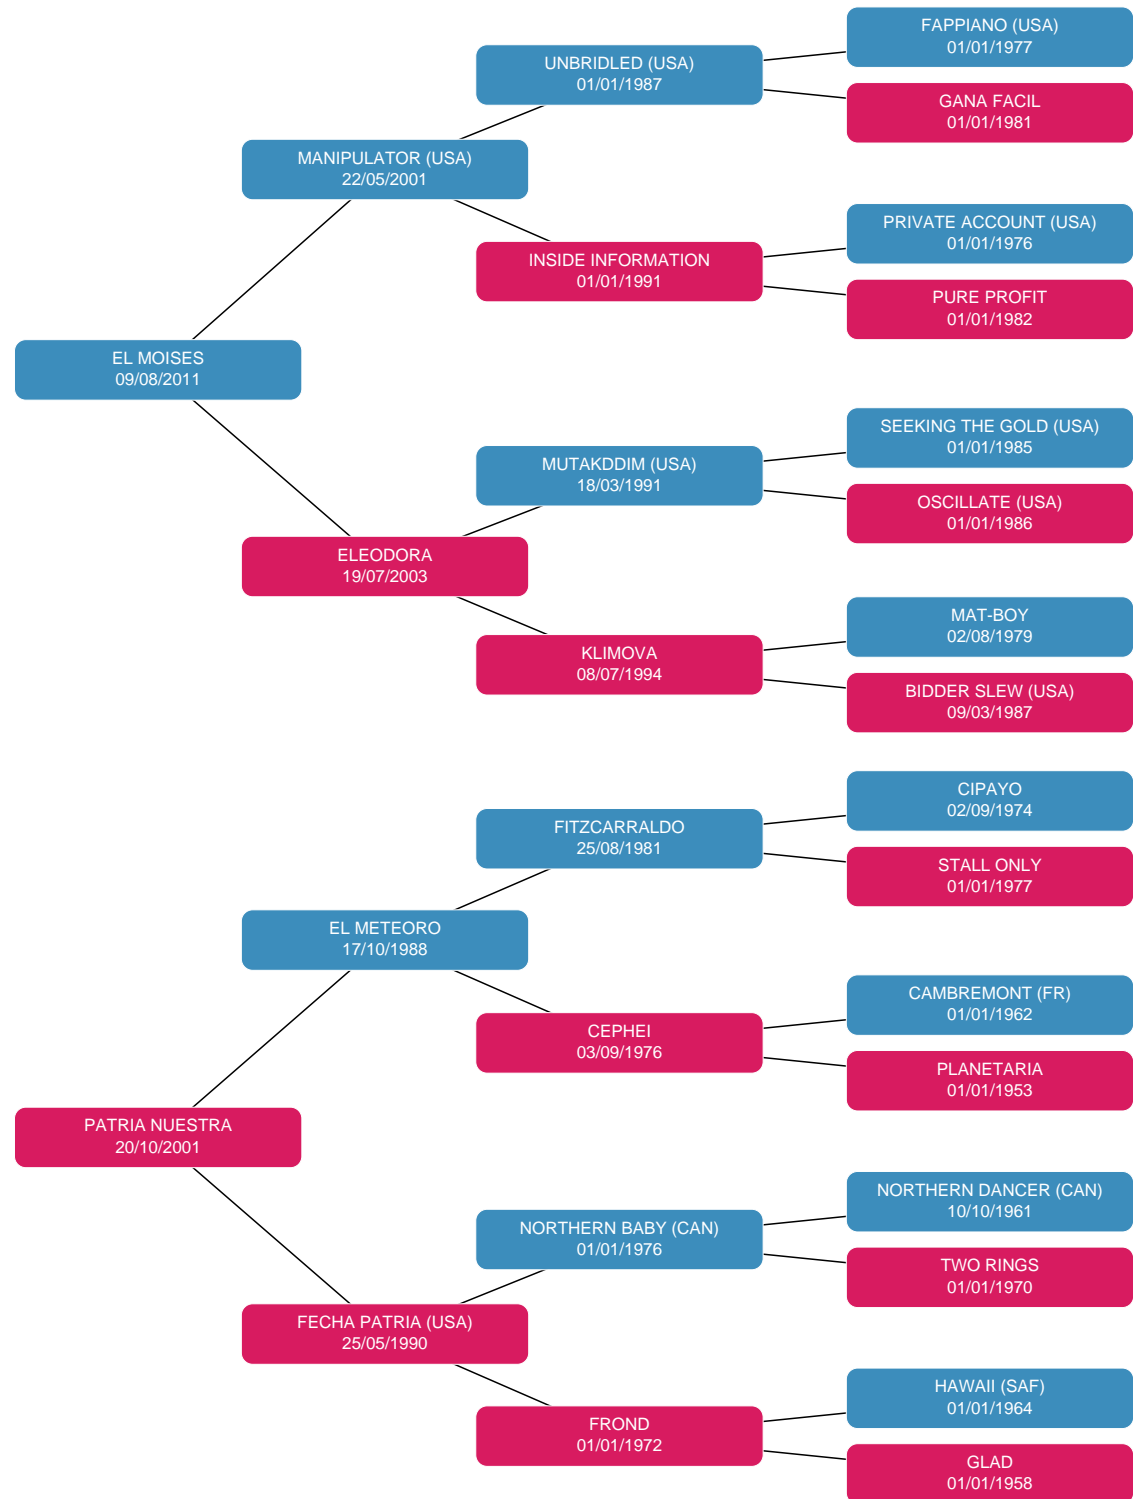 FAPPIANO (USA)
01/01/1977
UNBRIDLED (USA)
01/01/1987
GANA FACIL
01/01/1981
MANIPULATOR (USA)
22/05/2001
PRIVATE ACCOUNT (USA)
01/01/1976
INSIDE INFORMATION
01/01/1991
PURE PROFIT
01/01/1982
EL MOISES
09/08/2011
SEEKING THE GOLD (USA)
01/01/1985
MUTAKDDIM (USA)
18/03/1991
OSCILLATE (USA)
01/01/1986
ELEODORA
19/07/2003
MAT-BOY
02/08/1979
KLIMOVA
08/07/1994
BIDDER SLEW (USA)
09/03/1987
CIPAYO
02/09/1974
FITZCARRALDO
25/08/1981
STALL ONLY
01/01/1977
EL METEORO
17/10/1988
CAMBREMONT (FR)
01/01/1962
CEPHEI
03/09/1976
PLANETARIA
01/01/1953
PATRIA NUESTRA
20/10/2001
NORTHERN DANCER (CAN)
10/10/1961
NORTHERN BABY (CAN)
01/01/1976
TWO RINGS
01/01/1970
FECHA PATRIA (USA)
25/05/1990
HAWAII (SAF)
01/01/1964
FROND
01/01/1972
GLAD
01/01/1958